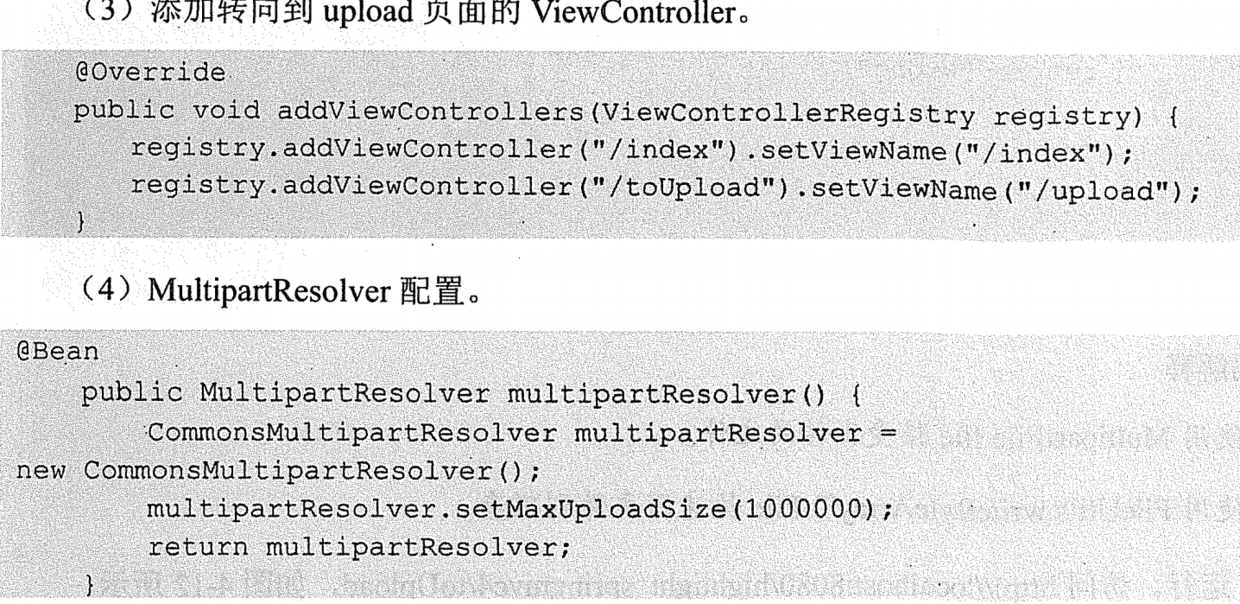 （3）添加转向到 upload 页面的 ViewController。
@Override
public void addViewControllers(ViewControllerRegistry registry) {
registry.addViewController("/index").setViewName("/index");
registry.addViewController("/toUpload").setViewName("/upload");
}
（4）MultipartResolver 配置。
@Bean
public MultipartResolver multipartResolver() {
CommonsMultipartResolver multipartResolver =
new CommonsMultipartResolver();
multipartResolver.setMaxUploadSize(1000000);
return multipartResolver;
}